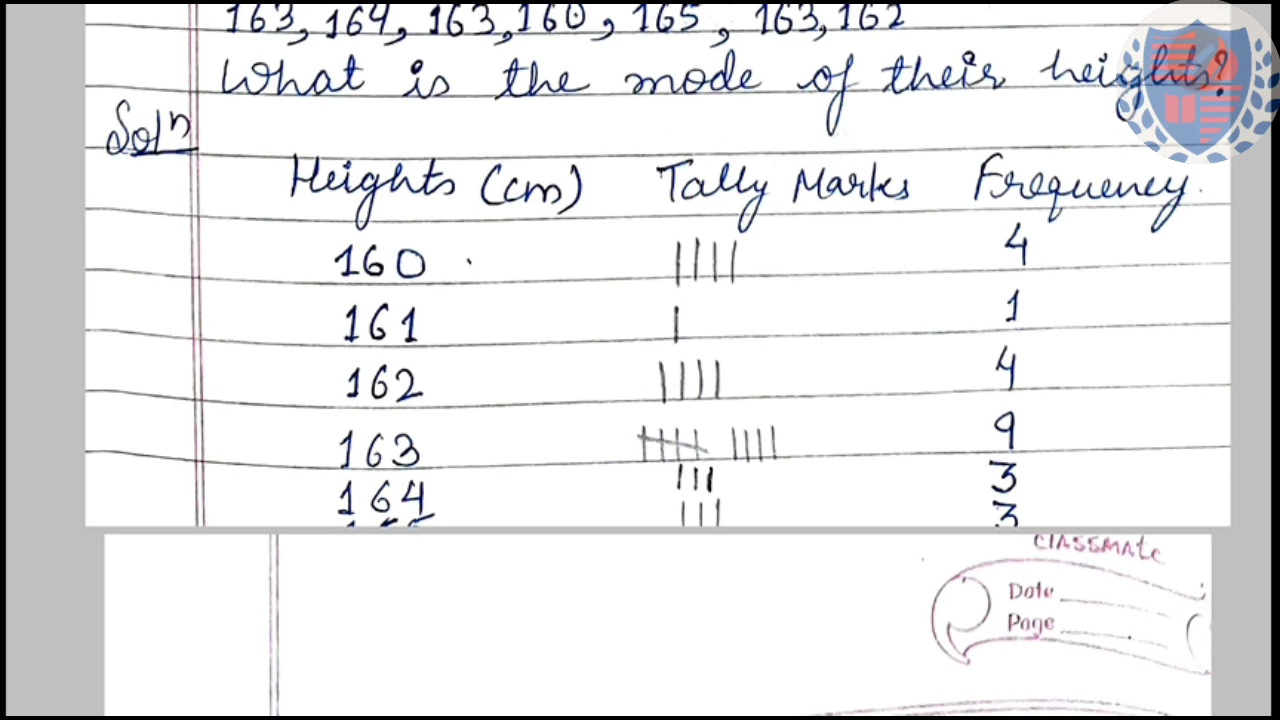 163, 164, 163, 160, 165, 163, 162
What is the mode of their heights?
Soln
Heights (cm) Tally Marks Frequency.
160 |||| 4
161 | 1
162 |||| 4
163 |||| |||| 9
164 ||| 3
||| 3
CLASSMATE
Date
Page